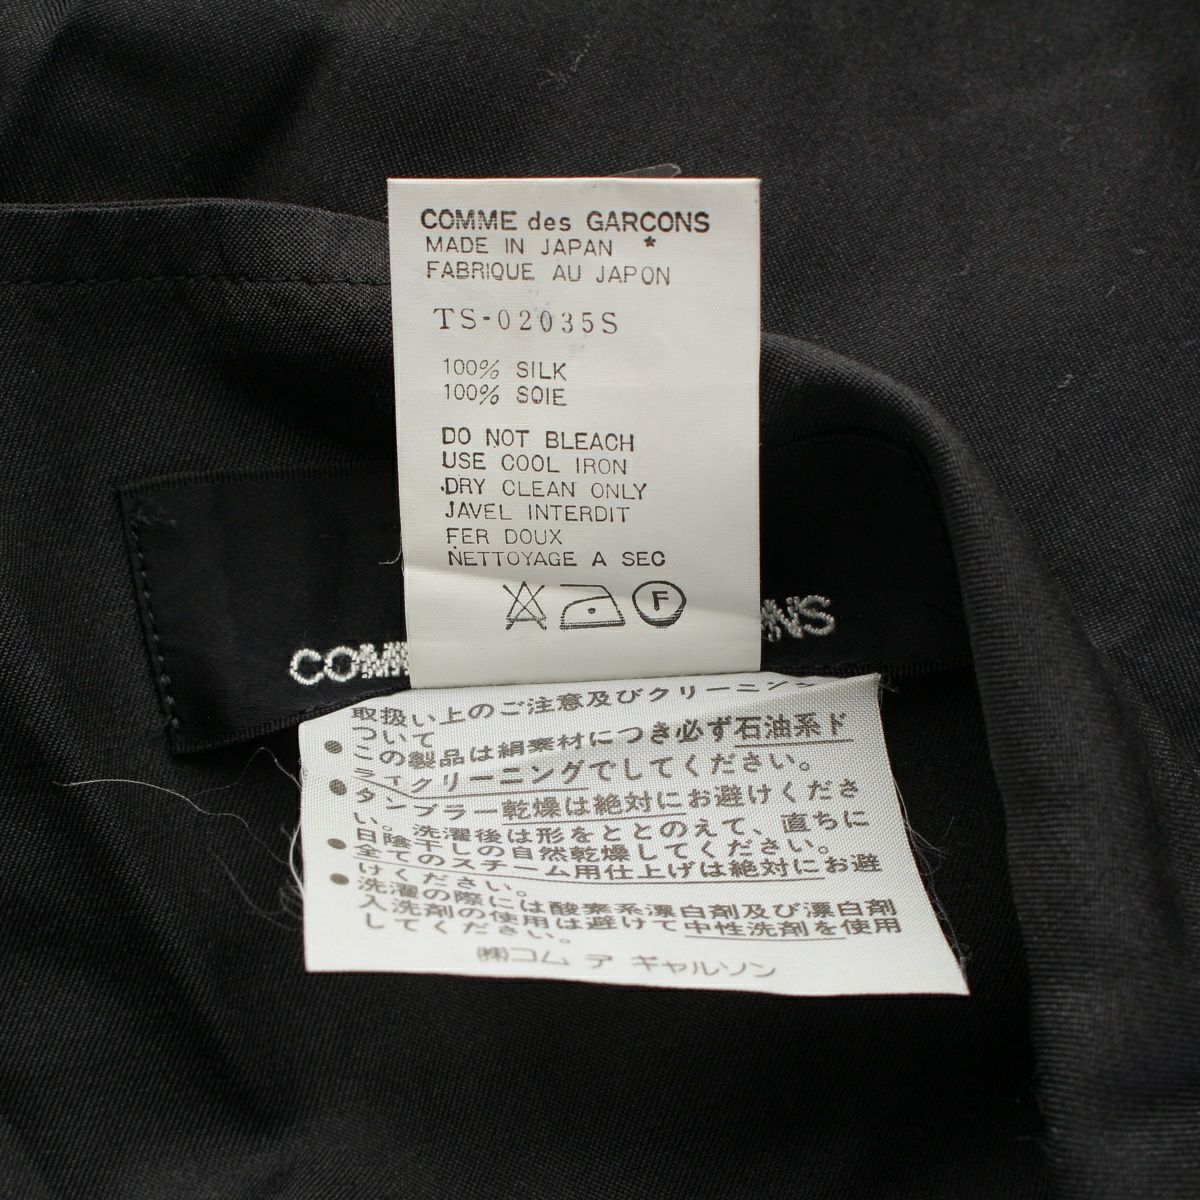 COMME des GARCONS
MADE IN JAPAN *
FABRIQUE AU JAPON
TS-02035S
100% SILK
100% SOIE
DO NOT BLEACH
USE COOL IRON
DRY CLEAN ONLY
JAVEL INTERDIT
FER DOUX
NETTOYAGE A SEC
F
COM NS
取扱い上のご注意及びクリーニング
ついて
●この製品は絹素材につき必ず石油系ド
ライクリーニングでしてください。
●タンブラー乾燥は絶対にお避けくださ
い。洗濯後は形をととのえて、直ちに
日陰干しの自然乾燥してください。
●全てのスチーム用仕上げは絶対にお避
けください。
●洗濯の際には酸素系漂白剤及び漂白剤
入洗剤の使用は避けて中性洗剤を使用
してください。
㈱コム デ ギャルソン